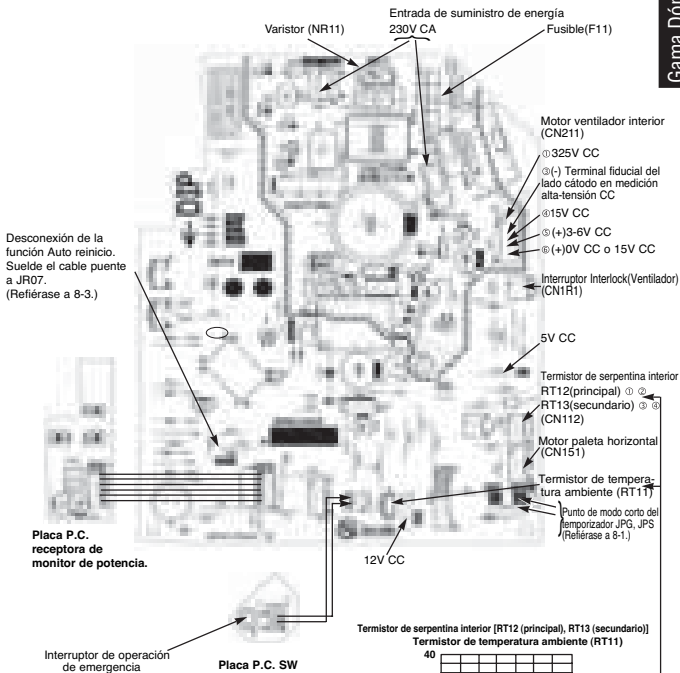 Gama Dóm
Entrada de suministro de energía
230V CA
Varistor (NR11)
Fusible(F11)
Motor ventilador interior
(CN211)
①325V CC
③(-) Terminal fiducial del
lado cátodo en medición
alta-tensión CC
④15V CC
⑤(+)3-6V CC
⑥(+)0V CC o 15V CC
Interruptor Interlock(Ventilador)
(CN1R1)
5V CC
Termistor de serpentina interior
RT12(principal) ① ②
RT13(secundario) ③ ④
(CN112)
Motor paleta horizontal
(CN151)
Termistor de tempera-
tura ambiente (RT11)
Punto de modo corto del
temporizador JPG, JPS
(Refiérase a 8-1.)
Desconexión de la
función Auto reinicio.
Suelde el cable puente
a JR07.
(Refiérase a 8-3.)
Placa P.C.
receptora de
monitor de potencia.
12V CC
Interruptor de operación
de emergencia
Placa P.C. SW
Termistor de serpentina interior [RT12 (principal), RT13 (secundario)]
Termistor de temperatura ambiente (RT11)
40